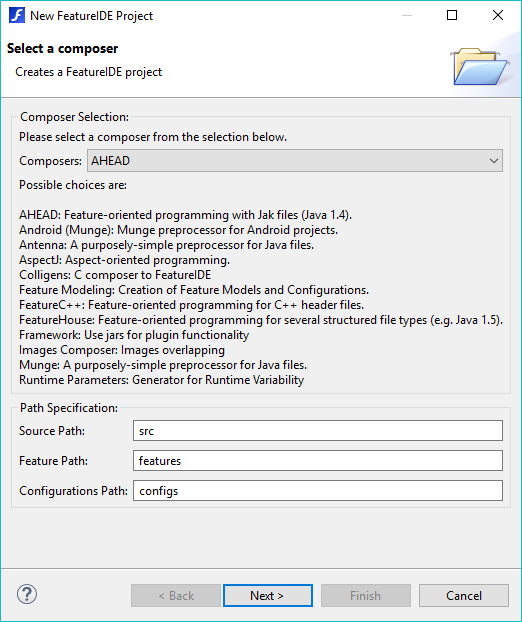 New FeatureIDE Project
Select a composer
Creates a FeatureIDE project
Composer Selection:
Please select a composer from the selection below.
Composers: AHEAD
Possible choices are:
AHEAD: Feature-oriented programming with Jak files (Java 1.4).
Android (Munge): Munge preprocessor for Android projects.
Antenna: A purposely-simple preprocessor for Java files.
AspectJ: Aspect-oriented programming.
Colligens: C composer to FeatureIDE
Feature Modeling: Creation of Feature Models and Configurations.
FeatureC++: Feature-oriented programming for C++ header files.
FeatureHouse: Feature-oriented programming for several structured file types (e.g. Java 1.5).
Framework: Use jars for plugin functionality
Images Composer: Images overlapping
Munge: A purposely-simple preprocessor for Java files.
Runtime Parameters: Generator for Runtime Variability
Path Specification:
Source Path: src
Feature Path: features
Configurations Path: configs
? < Back Next > Finish Cancel